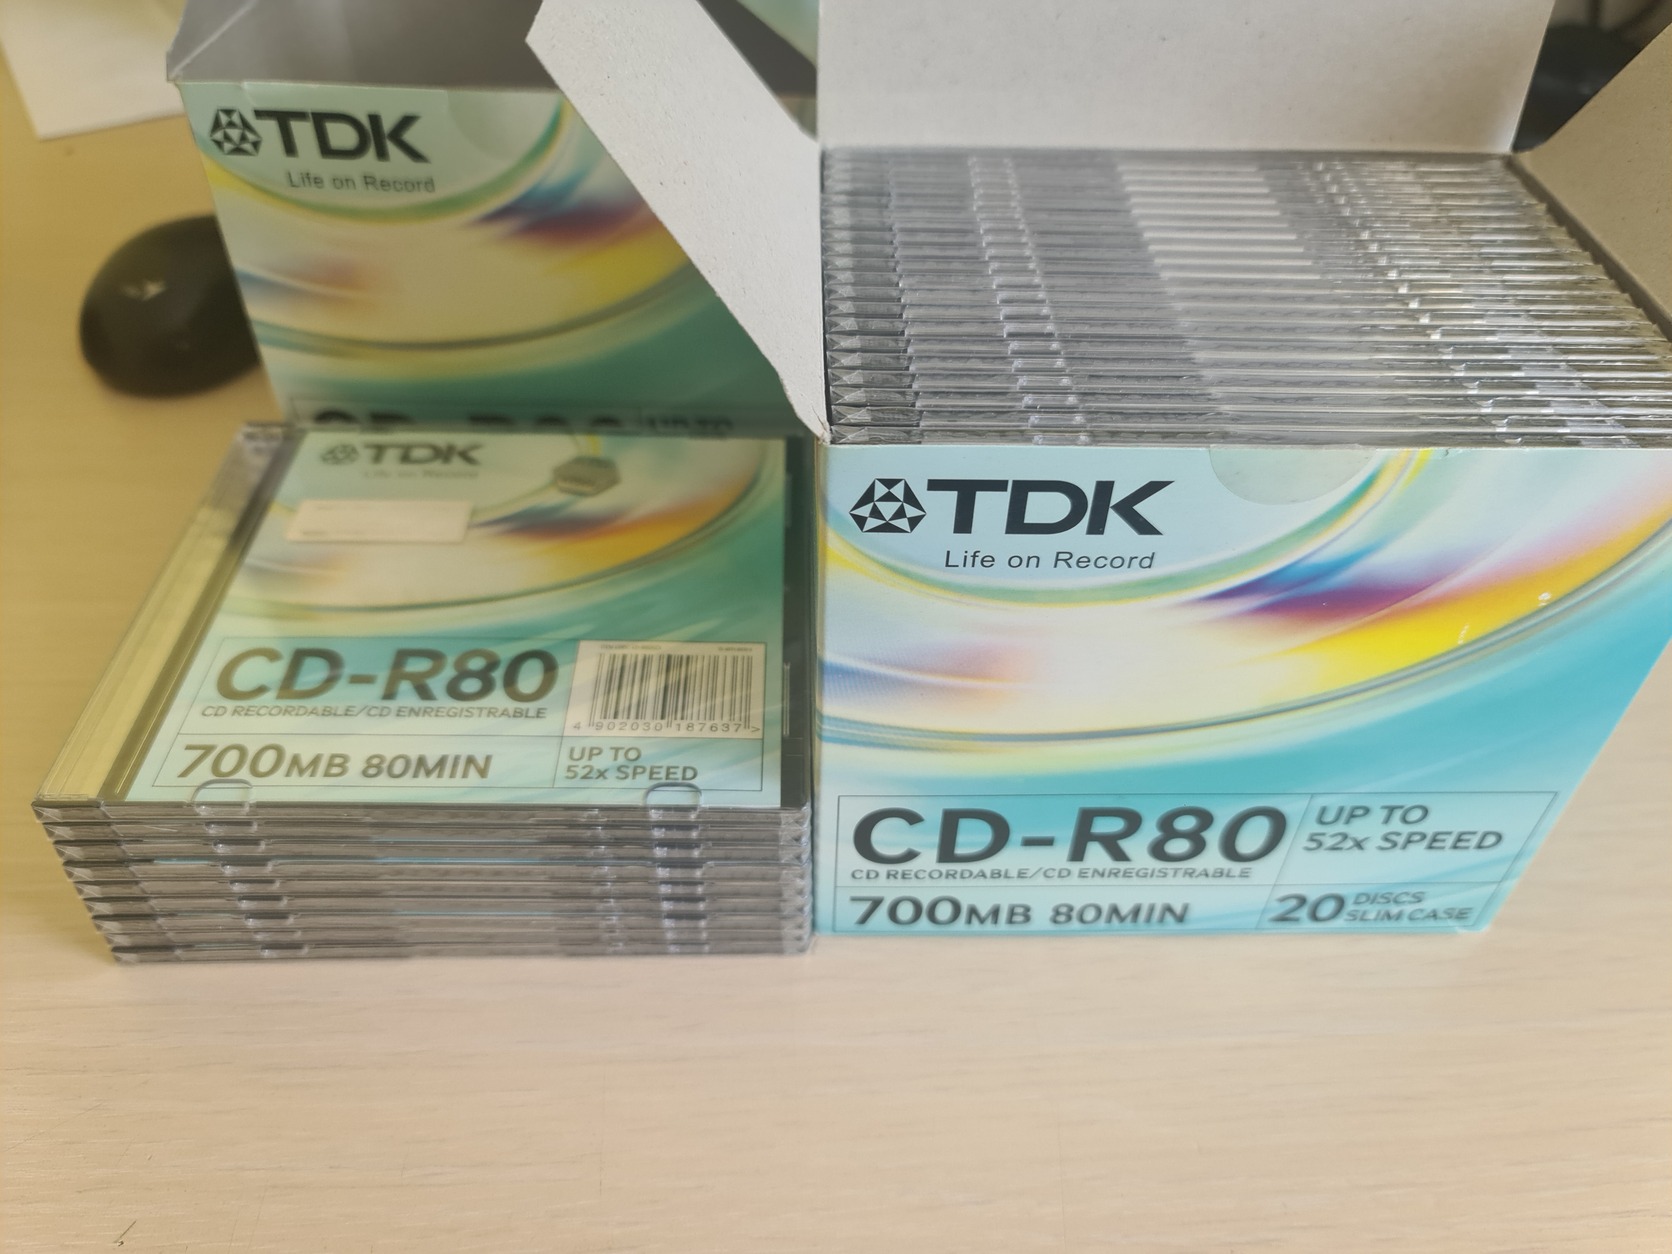 TDK
Life on Record
UP TO
TDK
Life on Record
CD-R80
CD RECORDABLE/CD ENREGISTRABLE
4 902030 187637 >
700MB 80MIN
UP TO
52x SPEED
TDK
Life on Record
CD-R80
CD RECORDABLE/CD ENREGISTRABLE
UP TO
52x SPEED
700MB 80MIN
20 DISCS
SLIM CASE